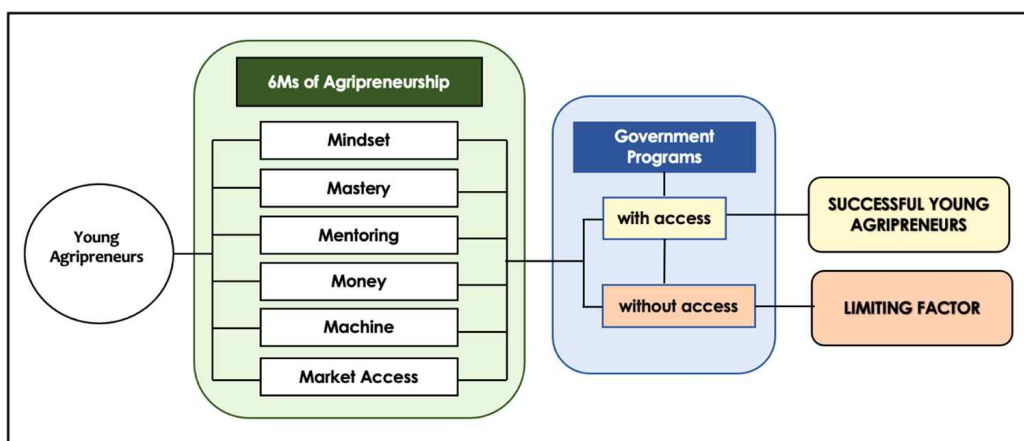 6Ms of Agripreneurship
Mindset
Mastery
Mentoring
Money
Machine
Market Access
Young
Agripreneurs
Government
Programs
with access
without access
SUCCESSFUL YOUNG
AGRIPRENEURS
LIMITING FACTOR